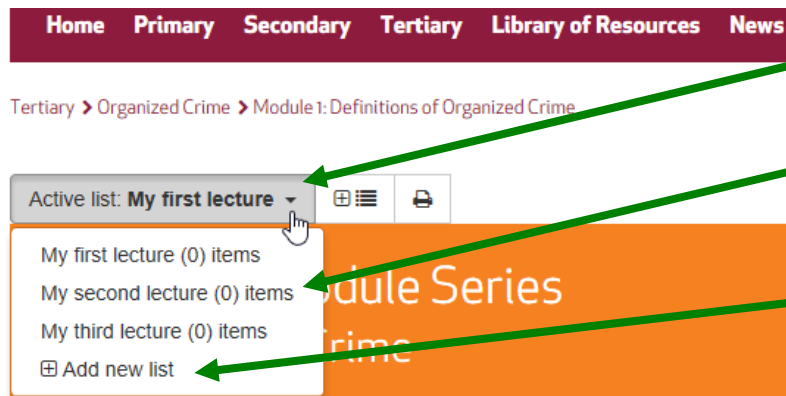 Home Primary Secondary Tertiary Library of Resources News
Tertiary > Organized Crime > Module 1: Definitions of Organized Crime
Active list: My first lecture
My first lecture (0) items
My second lecture (0) items
My third lecture (0) items
Add new list
Series